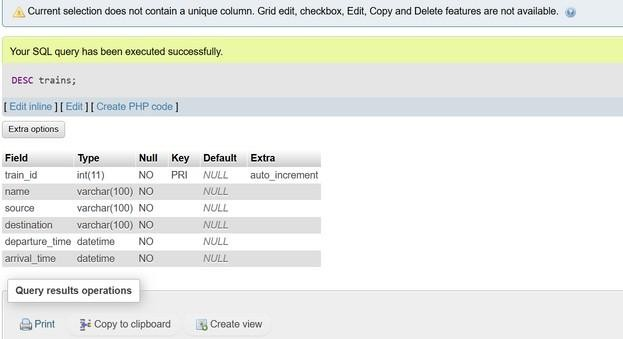 Current selection does not contain a unique column. Grid edit, checkbox, Edit, Copy and Delete features are not available.
Your SQL query has been executed successfully.
DESC trains;
[ Edit inline ] [ Edit ] [ Create PHP code ]
Extra options
Field Type Null Key Default Extra
train_id int(11) NO PRI NULL auto_increment
name varchar(100) NO NULL
source varchar(100) NO NULL
destination varchar(100) NO NULL
departure_time datetime NO NULL
arrival_time datetime NO NULL
Query results operations
Print Copy to clipboard Create view